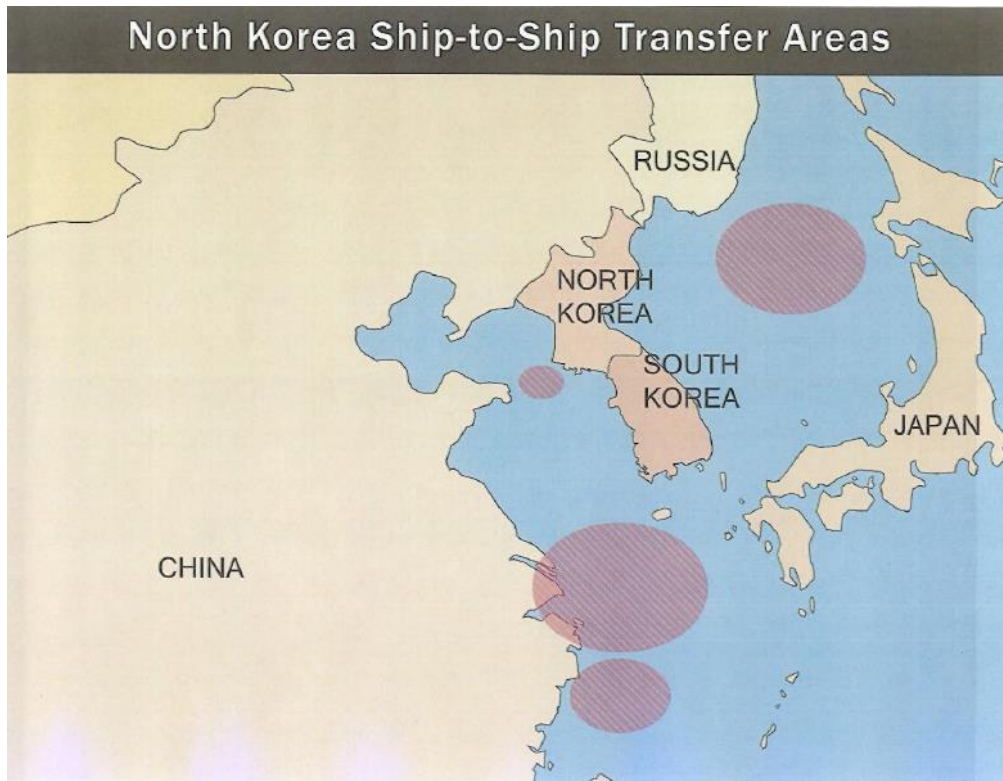 North Korea Ship-to-Ship Transfer Areas
RUSSIA
NORTH
KOREA
SOUTH
KOREA
JAPAN
CHINA